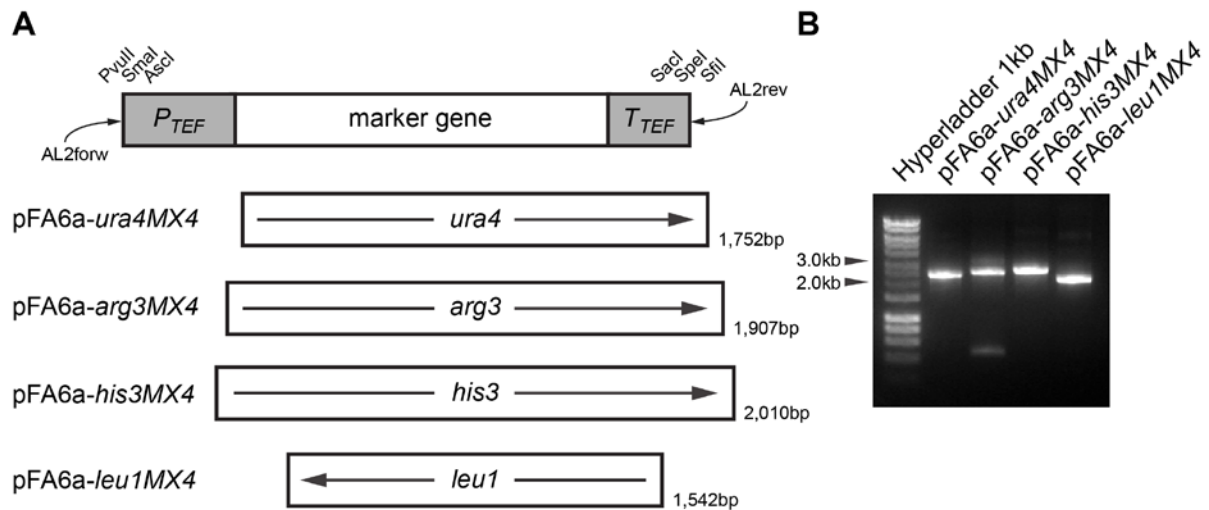 A
PvuII
SmaI
AscI
SacI
SpeI
SfiI
P_TEF
marker gene
T_TEF
AL2forw
AL2rev
pFA6a-ura4MX4
ura4
1,752bp
pFA6a-arg3MX4
arg3
1,907bp
pFA6a-his3MX4
his3
2,010bp
pFA6a-leu1MX4
leu1
1,542bp
B
Hyperladder 1kb
pFA6a-ura4MX4
pFA6a-arg3MX4
pFA6a-his3MX4
pFA6a-leu1MX4
3.0kb
2.0kb